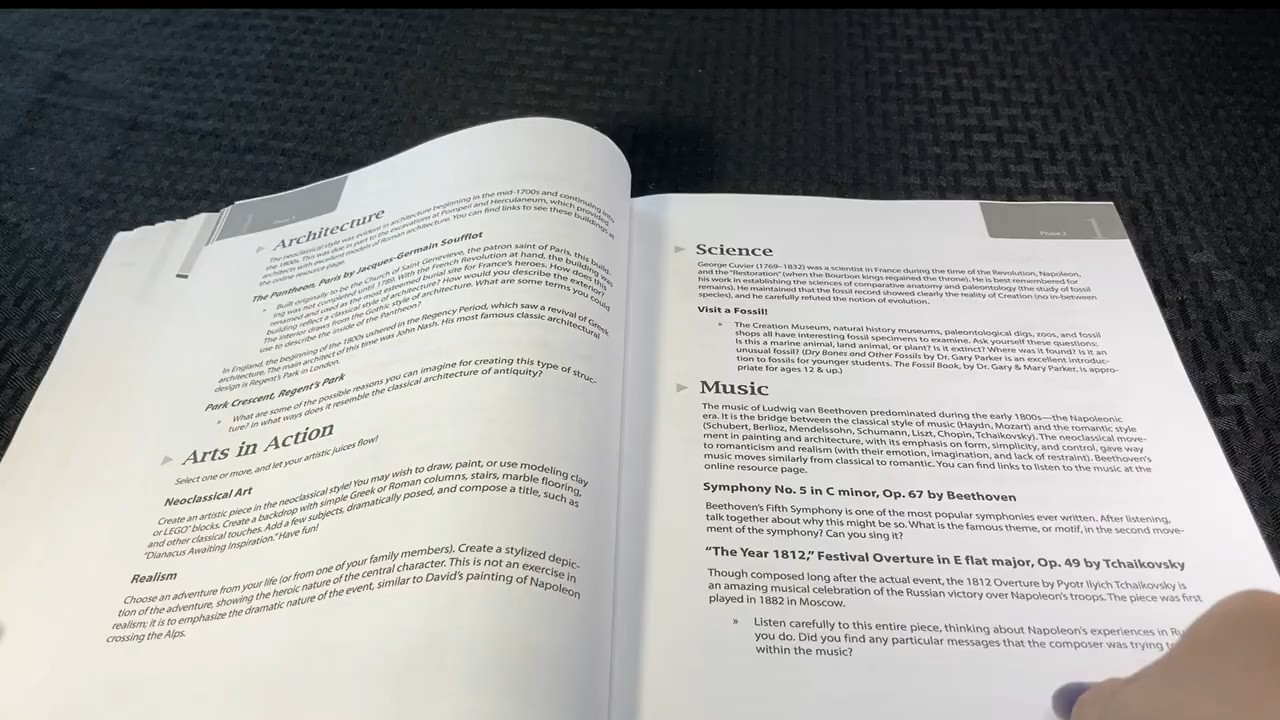 Phase 1
Architecture
The neoclassical style was evident in architecture beginning in the mid-1700s and continuing into
the 1800s. This was due in part to the excavations at Pompeii and Herculaneum, which provided
architects with excellent models of Roman architecture. You can find links to see these buildings at
the online resource page.
The Pantheon, Paris by Jacques-Germain Soufflot
» Built originally to be the Church of Saint Genevieve, the patron saint of Paris, this build-
ing was not completed until 1789. With the French Revolution at hand, the building was
renamed and used as the most esteemed burial site for France's heroes. How does this
building reflect a classical style of architecture? How would you describe the exterior?
The interior draws from the Gothic style of architecture. What are some terms you could
use to describe the inside of the Pantheon?
In England, the beginning of the 1800s ushered in the Regency Period, which saw a revival of Greek
architecture. The main architect of this time was John Nash. His most famous classic architectural
design is Regent's Park in London.
Park Crescent, Regent's Park
» What are some of the possible reasons you can imagine for creating this type of struc-
ture? In what ways does it resemble the classical architecture of antiquity?
Arts in Action
Select one or more, and let your artistic juices flow!
Neoclassical Art
Create an artistic piece in the neoclassical style! You may wish to draw, paint, or use modeling clay
or LEGO® blocks. Create a backdrop with simple Greek or Roman columns, stairs, marble flooring,
and other classical touches. Add a few subjects, dramatically posed, and compose a title, such as
"Dianacus Awaiting Inspiration." Have fun!
Realism
Choose an adventure from your life (or from one of your family members). Create a stylized depic-
tion of the adventure, showing the heroic nature of the central character. This is not an exercise in
realism; it is to emphasize the dramatic nature of the event, similar to David's painting of Napoleon
crossing the Alps.
Phase 3
1
Science
George Cuvier (1769–1832) was a scientist in France during the time of the Revolution, Napoleon,
and the "Restoration" (when the Bourbon kings regained the throne). He is best remembered for
his work in establishing the sciences of comparative anatomy and paleontology (the study of fossil
remains). He maintained that the fossil record showed clearly the reality of Creation (no in-between
species), and he carefully refuted the notion of evolution.
Visit a Fossil!
» The Creation Museum, natural history museums, paleontological digs, zoos, and fossil
shops all have interesting fossil specimens to examine. Ask yourself these questions:
Is this a marine animal, land animal, or plant? Is it extinct? Where was it found? Is it an
unusual fossil? (Dry Bones and Other Fossils by Dr. Gary Parker is an excellent introduc-
tion to fossils for younger students. The Fossil Book, by Dr. Gary & Mary Parker, is appro-
priate for ages 12 & up.)
Music
The music of Ludwig van Beethoven predominated during the early 1800s—the Napoleonic
era. It is the bridge between the classical style of music (Haydn, Mozart) and the romantic style
(Schubert, Berlioz, Mendelssohn, Schumann, Liszt, Chopin, Tchaikovsky). The neoclassical move-
ment in painting and architecture, with its emphasis on form, simplicity, and control, gave way
to romanticism and realism (with their emotion, imagination, and lack of restraint). Beethoven's
music moves similarly from classical to romantic. You can find links to listen to the music at the
online resource page.
Symphony No. 5 in C minor, Op. 67 by Beethoven
Beethoven's Fifth Symphony is one of the most popular symphonies ever written. After listening,
talk together about why this might be so. What is the famous theme, or motif, in the second move-
ment of the symphony? Can you sing it?
"The Year 1812," Festival Overture in E flat major, Op. 49 by Tchaikovsky
Though composed long after the actual event, the 1812 Overture by Pyotr Ilyich Tchaikovsky is
an amazing musical celebration of the Russian victory over Napoleon's troops. The piece was first
played in 1882 in Moscow.
» Listen carefully to this entire piece, thinking about Napoleon's experiences in
you do. Did you find any particular messages that the composer was trying
within the music?